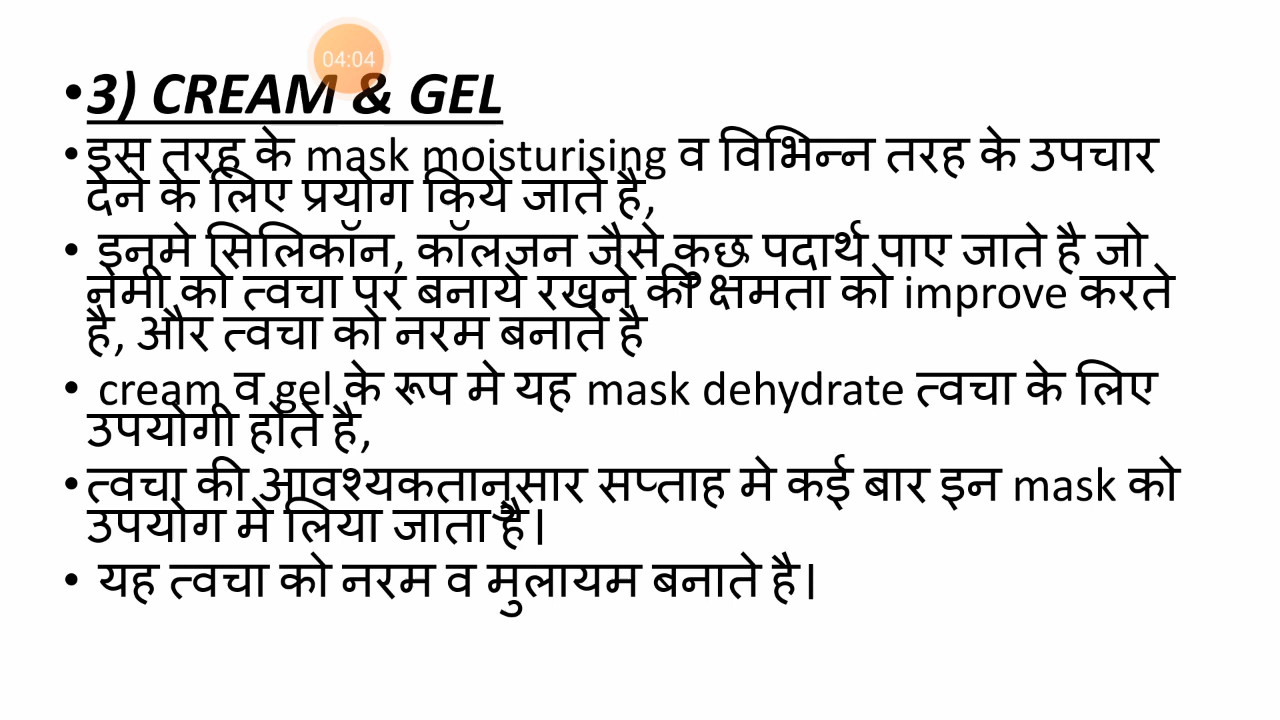 04:04
•3) CREAM & GEL
•इस तरह के mask moisturising व विभिन्न तरह के उपचार
देने के लिए प्रयोग किये जाते है,
• इनमे सिलिकॉन, कॉलजन जैसे कुछ पदार्थ पाए जाते है जो
नमी को त्वचा पर बनाये रखने की क्षमता को improve करते
है, और त्वचा को नरम बनाते है
• cream व gel के रूप मे यह mask dehydrate त्वचा के लिए
उपयोगी होते है,
•त्वचा की आवश्यकतानुसार सप्ताह मे कई बार इन mask को
उपयोग मे लिया जाता है।
• यह त्वचा को नरम व मुलायम बनाते है।